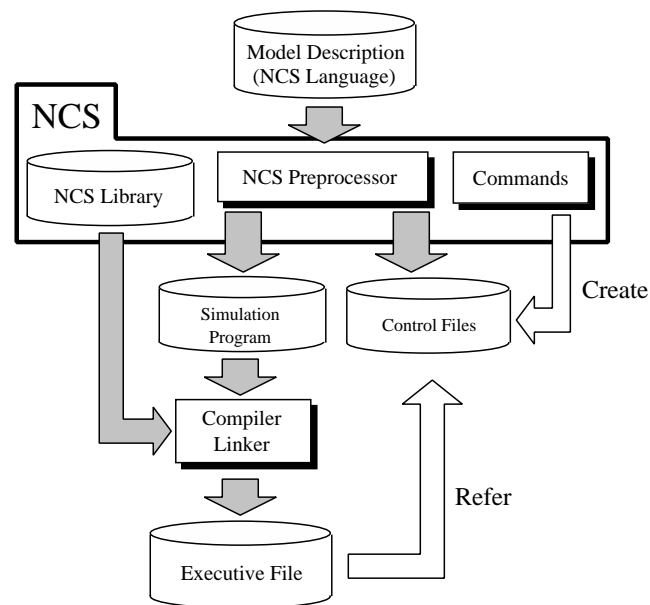 Model Description
(NCS Language)
NCS
NCS Library
NCS Preprocessor
Commands
Create
Simulation
Program
Control Files
Compiler
Linker
Refer
Executive File